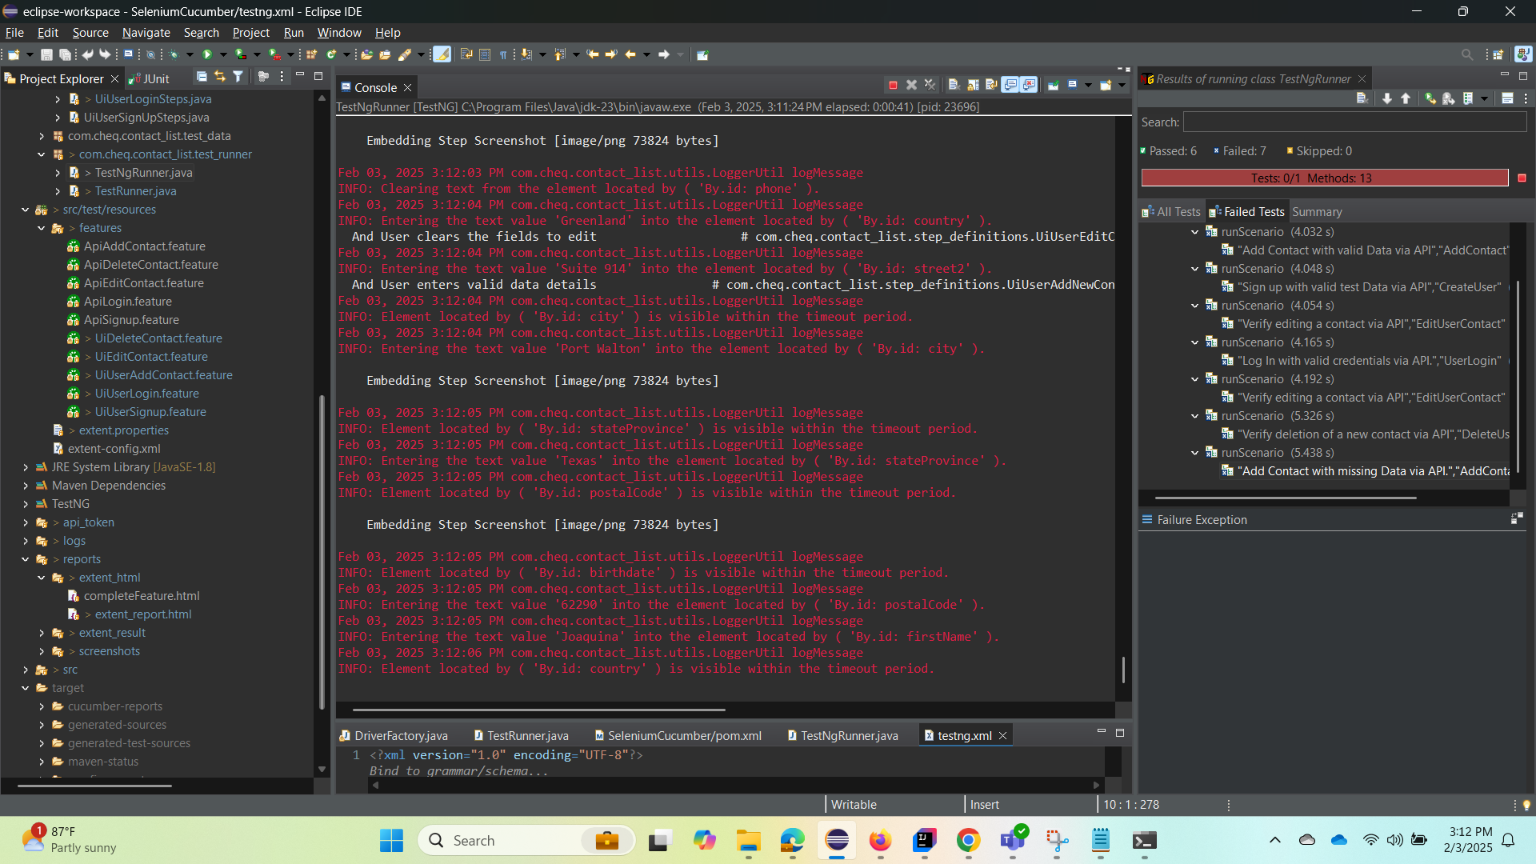 eclipse-workspace - SeleniumCucumber/testng.xml - Eclipse IDE
File Edit Source Navigate Search Project Run Window Help
Project Explorer
JUnit
UiUserLoginSteps.java
UiUserSignUpSteps.java
com.cheq.contact_list.test_data
> com.cheq.contact_list.test_runner
> TestNgRunner.java
> TestRunner.java
> src/test/resources
> features
ApiAddContact.feature
ApiDeleteContact.feature
ApiEditContact.feature
ApiLogin.feature
ApiSignup.feature
> UiDeleteContact.feature
> UiEditContact.feature
> UiUserAddContact.feature
> UiUserLogin.feature
> UiUserSignup.feature
> extent.properties
extent-config.xml
JRE System Library [JavaSE-1.8]
Maven Dependencies
TestNG
> api_token
> logs
> reports
> extent_html
completeFeature.html
> extent_report.html
> extent_result
> screenshots
> src
target
cucumber-reports
generated-sources
generated-test-sources
maven-status
Console
TestNgRunner [TestNG] C:\Program Files\Java\jdk-23\bin\javaw.exe (Feb 3, 2025, 3:11:24 PM elapsed: 0:00:41) [pid: 23696]
Embedding Step Screenshot [image/png 73824 bytes]
Feb 03, 2025 3:12:03 PM com.cheq.contact_list.utils.LoggerUtil logMessage
INFO: Clearing text from the element located by ( 'By.id: phone' ).
Feb 03, 2025 3:12:04 PM com.cheq.contact_list.utils.LoggerUtil logMessage
INFO: Entering the text value 'Greenland' into the element located by ( 'By.id: country' ).
And User clears the fields to edit # com.cheq.contact_list.step_definitions.UiUserEditC
Feb 03, 2025 3:12:04 PM com.cheq.contact_list.utils.LoggerUtil logMessage
INFO: Entering the text value 'Suite 914' into the element located by ( 'By.id: street2' ).
And User enters valid data details # com.cheq.contact_list.step_definitions.UiUserAddNewCon
Feb 03, 2025 3:12:04 PM com.cheq.contact_list.utils.LoggerUtil logMessage
INFO: Element located by ( 'By.id: city' ) is visible within the timeout period.
Feb 03, 2025 3:12:04 PM com.cheq.contact_list.utils.LoggerUtil logMessage
INFO: Entering the text value 'Port Walton' into the element located by ( 'By.id: city' ).
Embedding Step Screenshot [image/png 73824 bytes]
Feb 03, 2025 3:12:05 PM com.cheq.contact_list.utils.LoggerUtil logMessage
INFO: Element located by ( 'By.id: stateProvince' ) is visible within the timeout period.
Feb 03, 2025 3:12:05 PM com.cheq.contact_list.utils.LoggerUtil logMessage
INFO: Entering the text value 'Texas' into the element located by ( 'By.id: stateProvince' ).
Feb 03, 2025 3:12:05 PM com.cheq.contact_list.utils.LoggerUtil logMessage
INFO: Element located by ( 'By.id: postalCode' ) is visible within the timeout period.
Embedding Step Screenshot [image/png 73824 bytes]
Feb 03, 2025 3:12:05 PM com.cheq.contact_list.utils.LoggerUtil logMessage
INFO: Element located by ( 'By.id: birthdate' ) is visible within the timeout period.
Feb 03, 2025 3:12:05 PM com.cheq.contact_list.utils.LoggerUtil logMessage
INFO: Entering the text value '62290' into the element located by ( 'By.id: postalCode' ).
Feb 03, 2025 3:12:05 PM com.cheq.contact_list.utils.LoggerUtil logMessage
INFO: Entering the text value 'Joaquina' into the element located by ( 'By.id: firstName' ).
Feb 03, 2025 3:12:06 PM com.cheq.contact_list.utils.LoggerUtil logMessage
INFO: Element located by ( 'By.id: country' ) is visible within the timeout period.
DriverFactory.java
TestRunner.java
SeleniumCucumber/pom.xml
TestNgRunner.java
testng.xml
1 <?xml version="1.0" encoding="UTF-8"?>
Bind to grammar/schema...
Results of running class TestNgRunner
Search:
Passed: 6 Failed: 7 Skipped: 0
Tests: 0/1 Methods: 13
All Tests Failed Tests Summary
runScenario (4.032 s)
"Add Contact with valid Data via API","AddContact"
runScenario (4.048 s)
"Sign up with valid test Data via API","CreateUser"
runScenario (4.054 s)
"Verify editing a contact via API","EditUserContact"
runScenario (4.165 s)
"Log In with valid credentials via API.","UserLogin"
runScenario (4.192 s)
"Verify editing a contact via API","EditUserContact"
runScenario (5.326 s)
"Verify deletion of a new contact via API","DeleteUs
runScenario (5.438 s)
"Add Contact with missing Data via API.","AddConta
Failure Exception
Writable
Insert
10 : 1 : 278
1
87°F
Partly sunny
Search
3:12 PM
2/3/2025